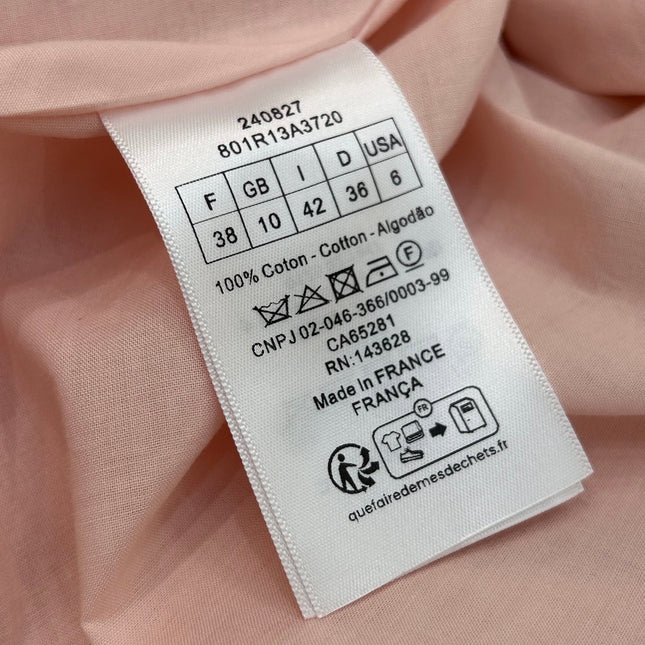 240827
801R13A3720
F GB I D USA
38 10 42 36 6
100% Coton - Cotton - Algodão
F
CNPJ 02-046-366/0003-99
CA65281
RN:143628
Made In FRANCE
FRANÇA
FR
quefairedemesdechets.fr